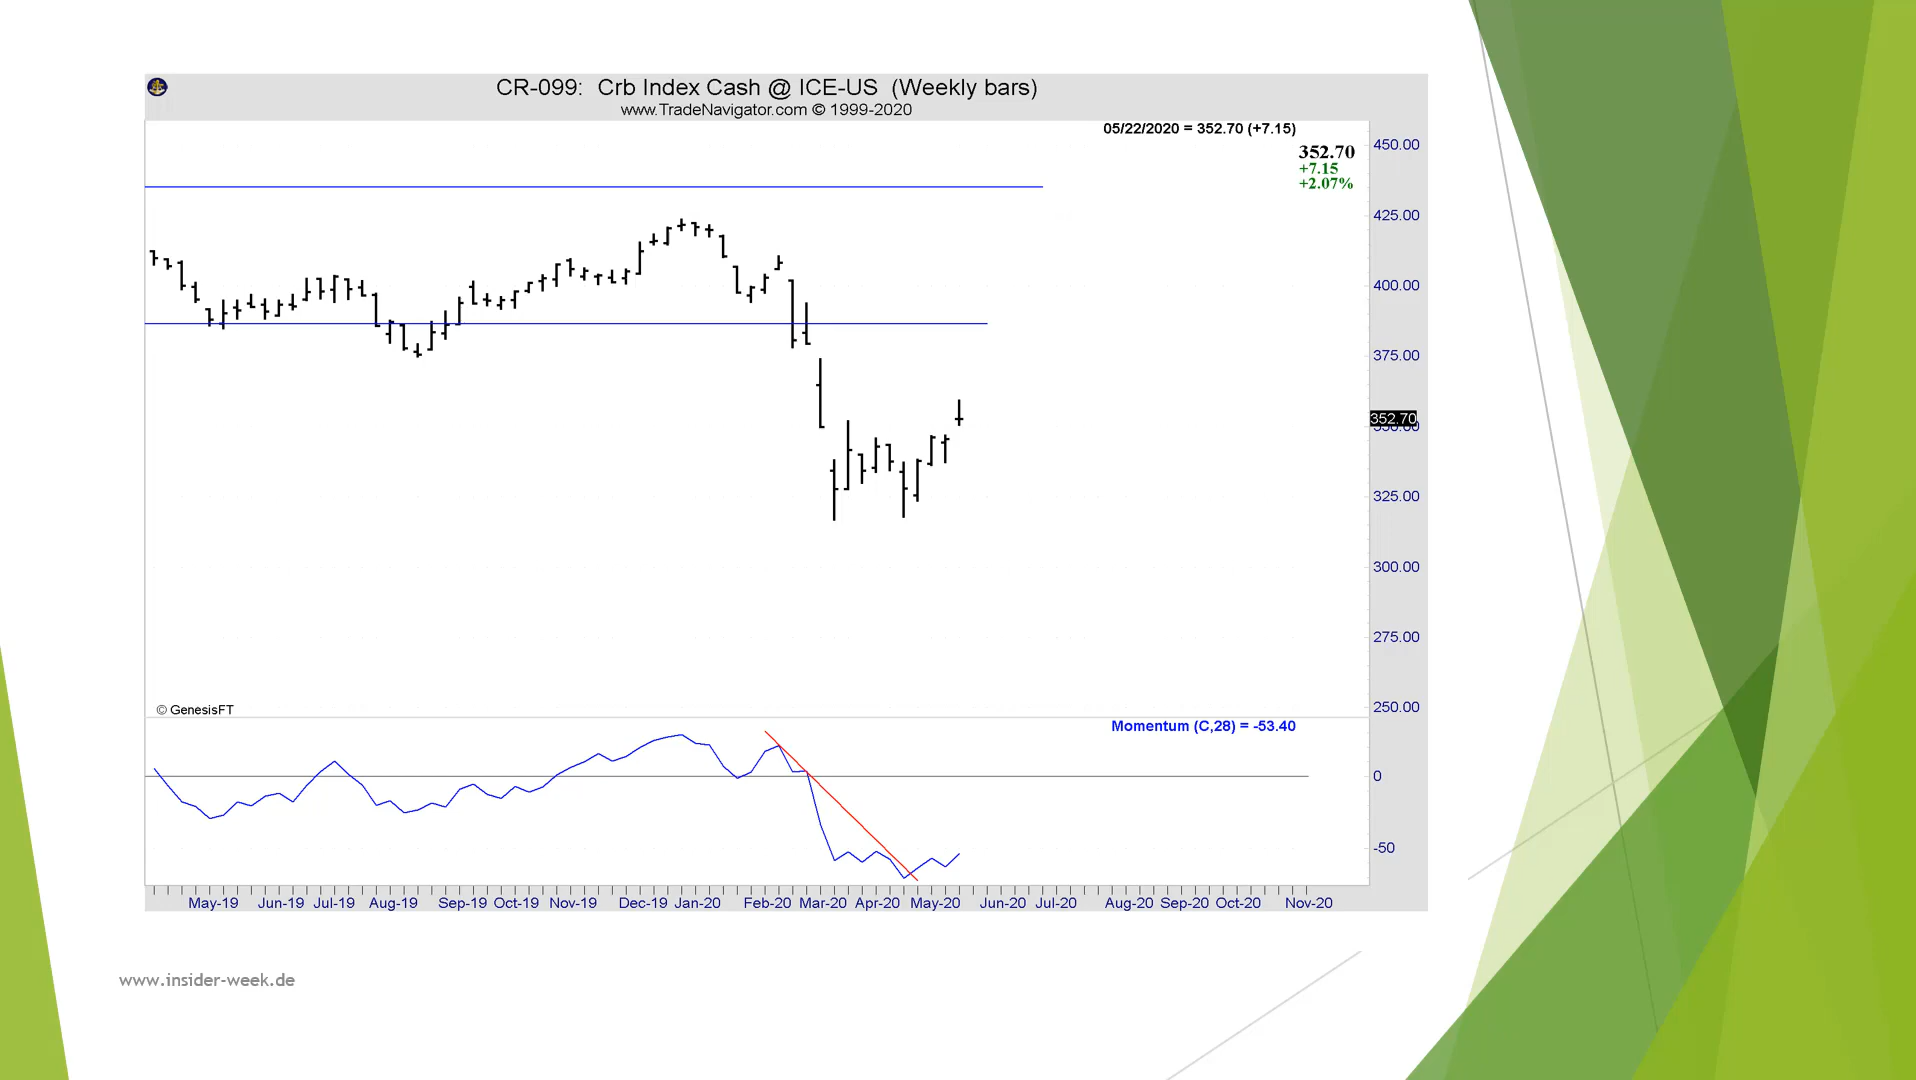 CR-099: Crb Index Cash @ ICE-US (Weekly bars)
www.TradeNavigator.com © 1999-2020
05/22/2020 = 352.70 (+7.15)
352.70
+7.15
+2.07%
450.00
425.00
400.00
375.00
352.70
350.00
325.00
300.00
275.00
250.00
© GenesisFT
Momentum (C,28) = -53.40
0
-50
May-19 Jun-19 Jul-19 Aug-19 Sep-19 Oct-19 Nov-19 Dec-19 Jan-20 Feb-20 Mar-20 Apr-20 May-20 Jun-20 Jul-20 Aug-20 Sep-20 Oct-20 Nov-20
www.insider-week.de